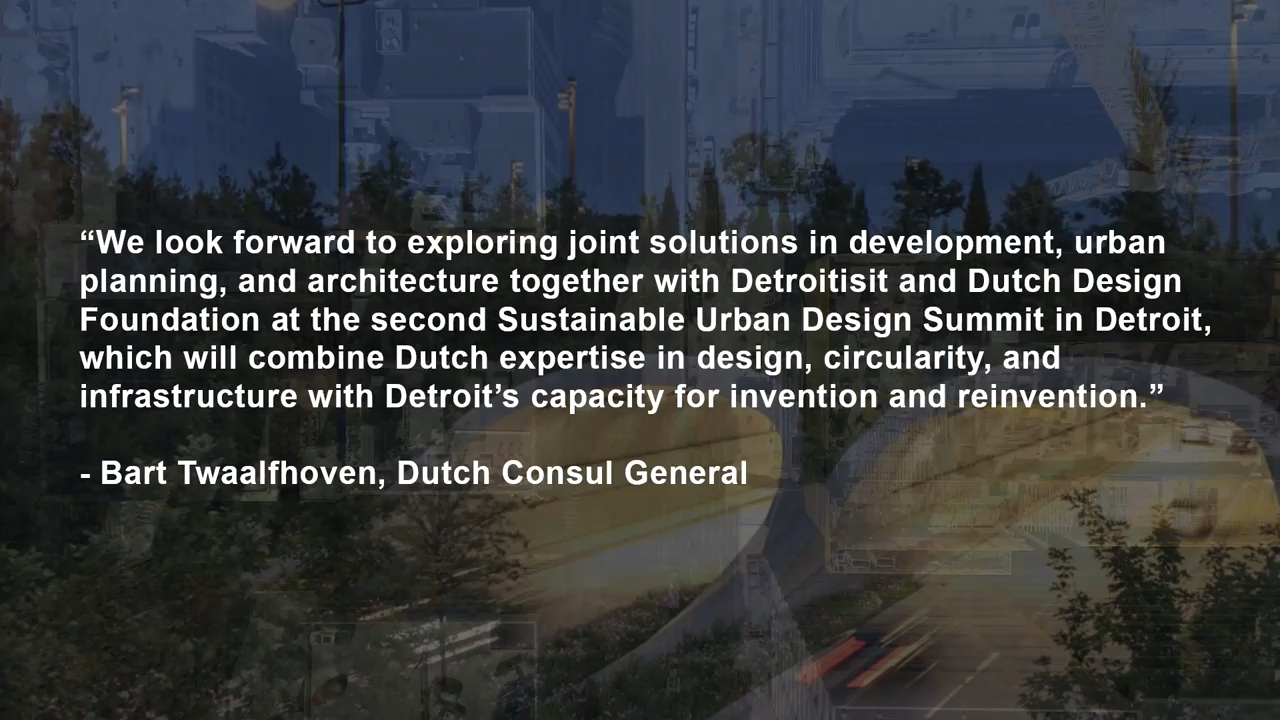 “We look forward to exploring joint solutions in development, urban
planning, and architecture together with Detroitisit and Dutch Design
Foundation at the second Sustainable Urban Design Summit in Detroit,
which will combine Dutch expertise in design, circularity, and
infrastructure with Detroit’s capacity for invention and reinvention.”
- Bart Twaalfhoven, Dutch Consul General